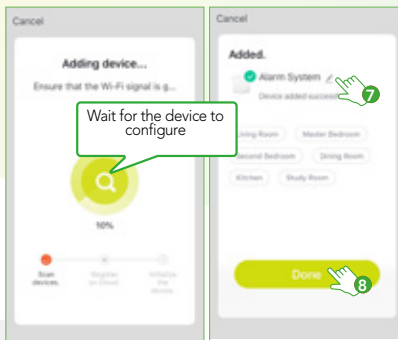 Cancel
Adding device...
Ensure that the Wi-Fi signal is g...
Wait for the device to
configure
10%
Scan
devices.
Register
on Cloud.
Initialize
the
device.
Cancel
Added.
Alarm System
7
Device added success
Living Room
Master Bedroom
Second Bedroom
Dining Room
Kitchen
Study Room
Done
8